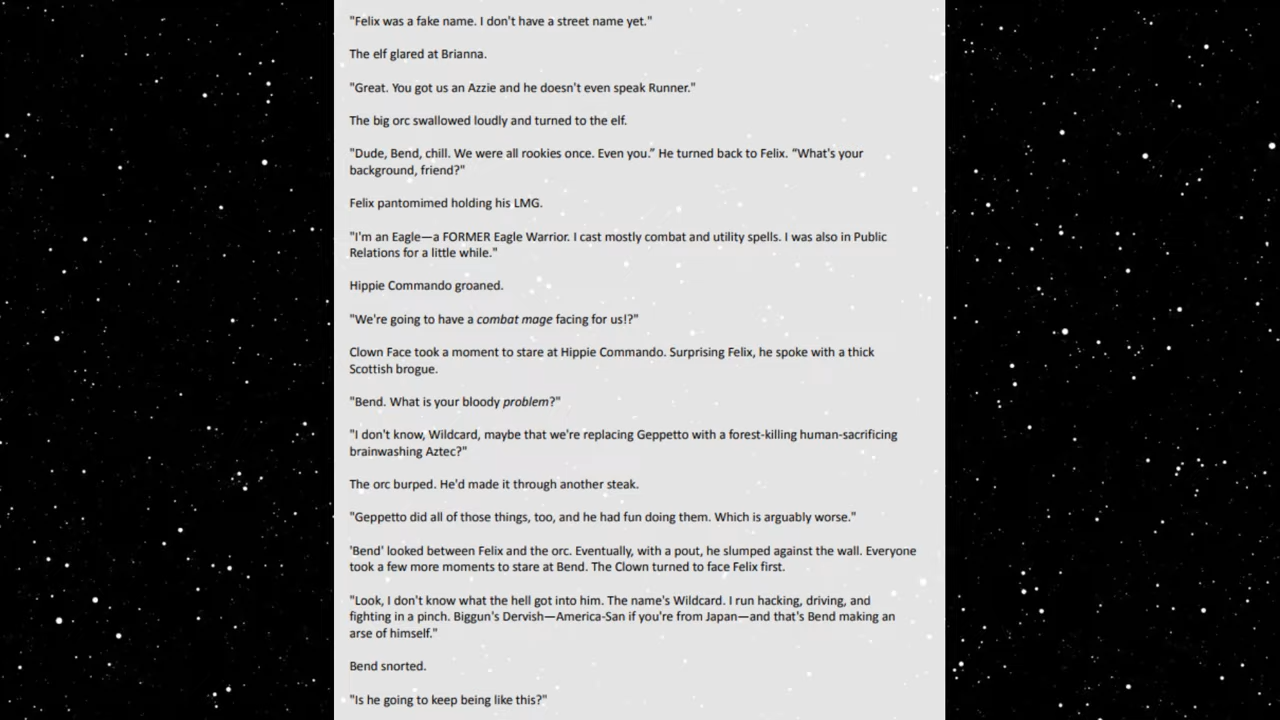 "Felix was a fake name. I don't have a street name yet."
The elf glared at Brianna.
"Great. You got us an Azzie and he doesn't even speak Runner."
The big orc swallowed loudly and turned to the elf.
"Dude, Bend, chill. We were all rookies once. Even you.” He turned back to Felix. “What's your
background, friend?"
Felix pantomimed holding his LMG.
"I'm an Eagle—a FORMER Eagle Warrior. I cast mostly combat and utility spells. I was also in Public
Relations for a little while."
Hippie Commando groaned.
"We're going to have a combat mage facing for us!?"
Clown Face took a moment to stare at Hippie Commando. Surprising Felix, he spoke with a thick
Scottish brogue.
"Bend. What is your bloody problem?"
"I don't know, Wildcard, maybe that we're replacing Geppetto with a forest-killing human-sacrificing
brainwashing Aztec?"
The orc burped. He'd made it through another steak.
"Geppetto did all of those things, too, and he had fun doing them. Which is arguably worse."
'Bend' looked between Felix and the orc. Eventually, with a pout, he slumped against the wall. Everyone
took a few more moments to stare at Bend. The Clown turned to face Felix first.
"Look, I don't know what the hell got into him. The name's Wildcard. I run hacking, driving, and
fighting in a pinch. Biggun's Dervish—America-San if you're from Japan—and that's Bend making an
arse of himself."
Bend snorted.
"Is he going to keep being like this?"